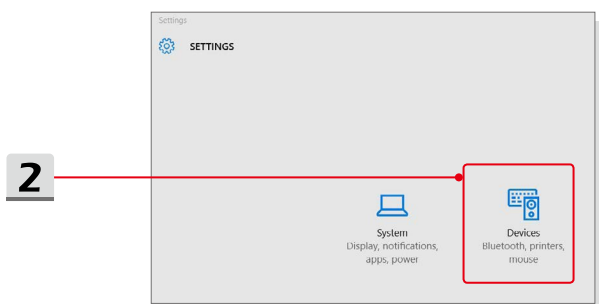 Settings
SETTINGS
2
System
Display, notifications,
apps, power
Devices
Bluetooth, printers,
mouse